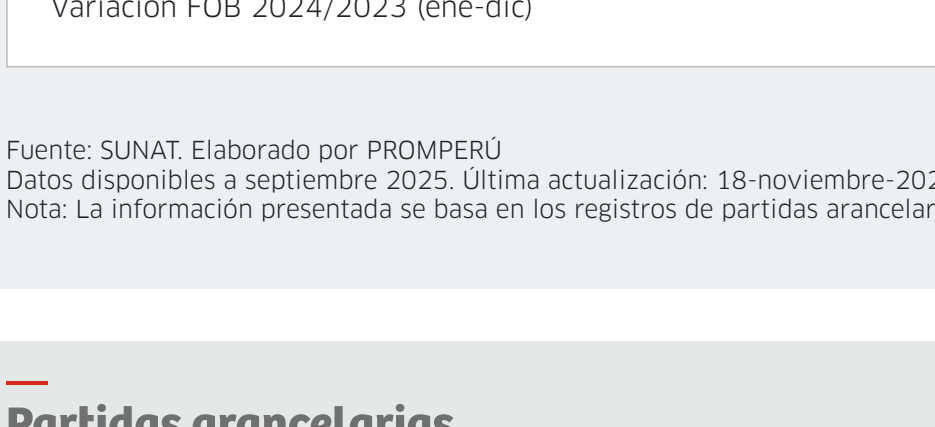 Variación FOB 2024/2023 (ene-dic)
Fuente: SUNAT. Elaborado por PROMPERÚ
Datos disponibles a septiembre 2025. Última actualización: 18-noviembre-202
Nota: La información presentada se basa en los registros de partidas arancelar
Partidas arancelarias